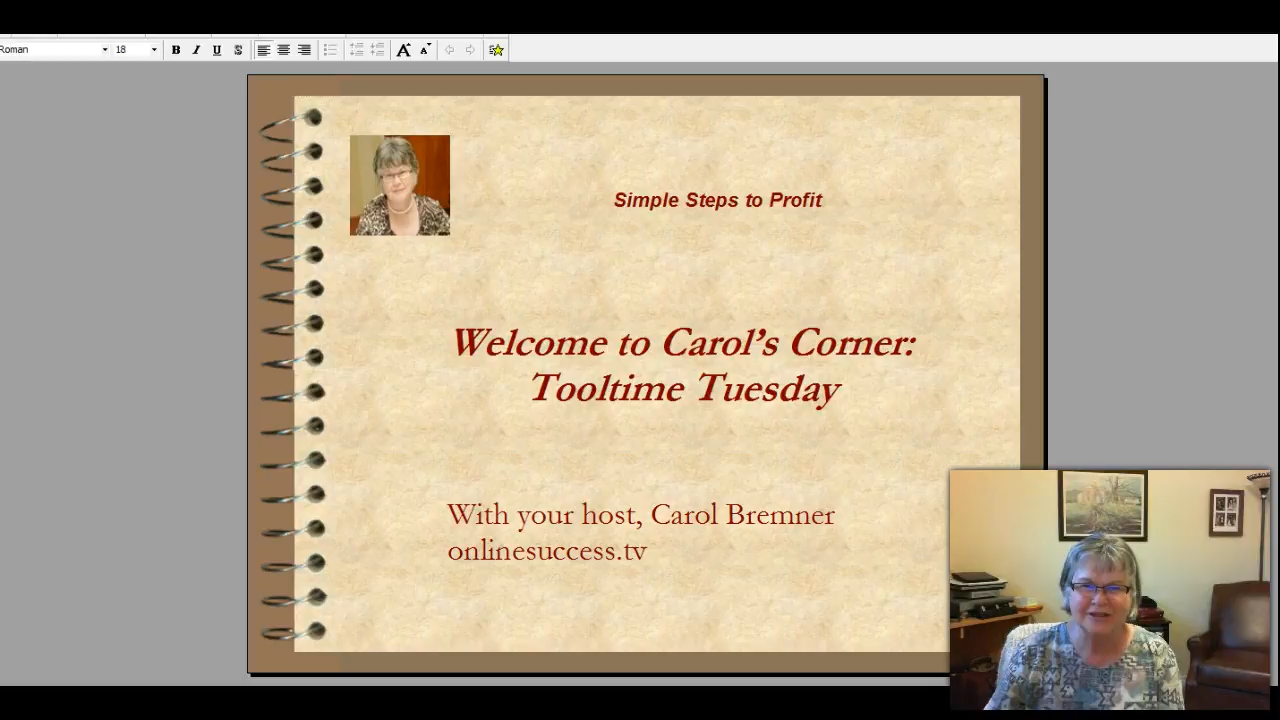 Roman 18 B I U S A A
Simple Steps to Profit
Welcome to Carol's Corner:
Tooltime Tuesday
With your host, Carol Bremner
onlinesuccess.tv